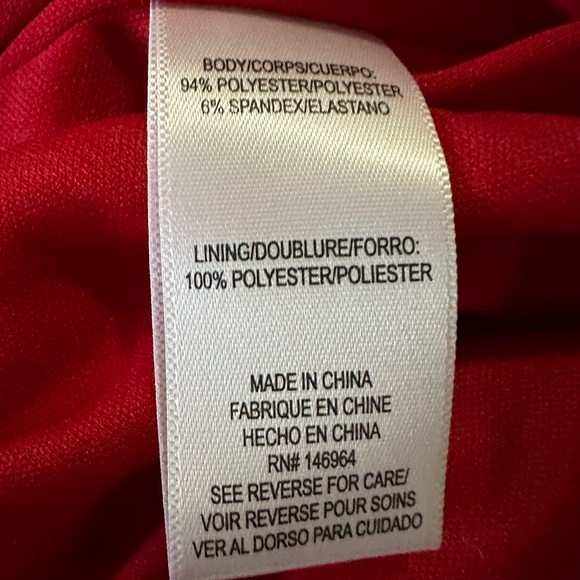 BODY/CORPS/CUERPO:
94% POLYESTER/POLYESTER
6% SPANDEX/ELASTANO
LINING/DOUBLURE/FORRO:
100% POLYESTER/POLIESTER
MADE IN CHINA
FABRIQUE EN CHINE
HECHO EN CHINA
RN# 146964
SEE REVERSE FOR CARE/
VOIR REVERSE POUR SOINS
VER AL DORSO PARA CUIDADO